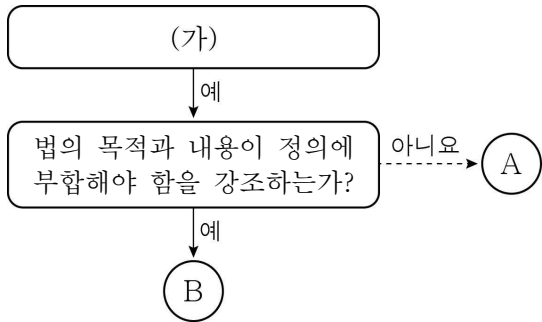 (가)
예
법의 목적과 내용이 정의에
부합해야 함을 강조하는가?
아니요
A
예
B